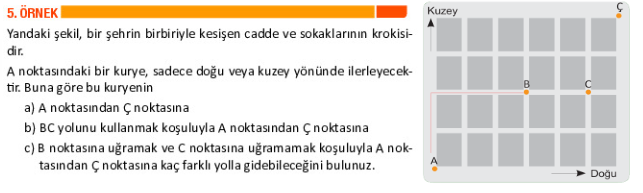 5. ÖRNEK
Yandaki şekil, bir şehrin birbiriyle kesişen cadde ve sokaklarının krokisi-
dir.
A noktasındaki bir kurye, sadece doğu veya kuzey yönünde ilerleyecek-
tir. Buna göre bu kuryenin
a) A noktasından Ç noktasına
b) BC yolunu kullanmak koşuluyla A noktasından Ç noktasına
c) B noktasına uğramak ve C noktasına uğramamak koşuluyla A nok-
tasından Ç noktasına kaç farklı yolla gidebileceğini bulunuz.
Kuzey
Ç
B
C
A
Doğu